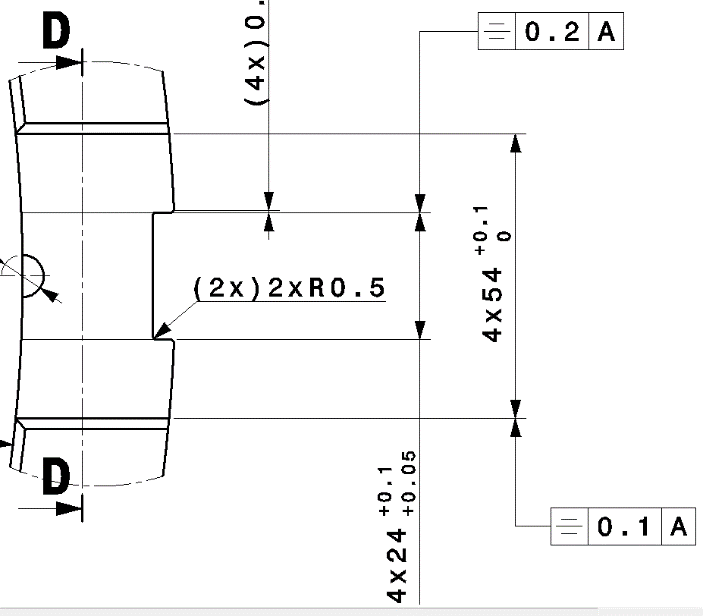 D
(4x)0.
0.2 A
4x54 +0.1 0
(2x)2xR0.5
4x24 +0.1 +0.05
D
0.1 A